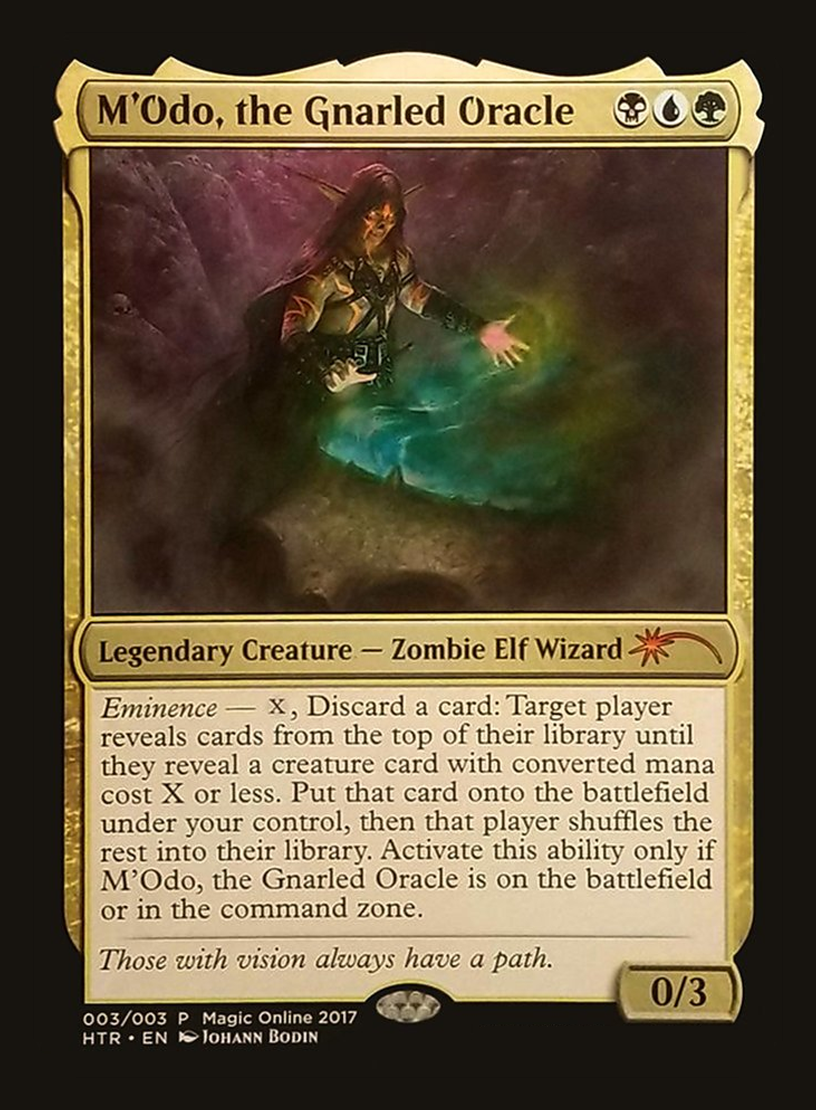 M'Odo, the Gnarled Oracle
Legendary Creature — Zombie Elf Wizard
Eminence — X, Discard a card: Target player
reveals cards from the top of their library until
they reveal a creature card with converted mana
cost X or less. Put that card onto the battlefield
under your control, then that player shuffles the
rest into their library. Activate this ability only if
M'Odo, the Gnarled Oracle is on the battlefield
or in the command zone.
Those with vision always have a path.
0/3
003/003 P Magic Online 2017
HTR • EN Johann Bodin